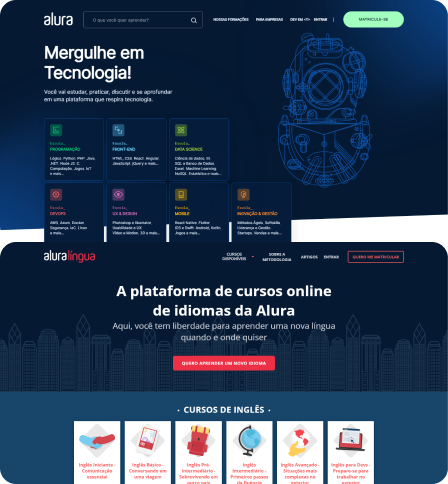 alura
O que você quer aprender?
NOSSAS FORMAÇÕES
PARA EMPRESAS
DEV EM <T>
ENTRAR
MATRICULE-SE
Mergulhe em
Tecnologia!
Você vai estudar, praticar, discutir e se aprofundar
em uma plataforma que respira tecnologia.
Escola_
PROGRAMAÇÃO
Lógica, Python, PHP, Java,
.NET, Node JS, C,
Computação, Jogos, IoT
e mais...
Escola_
FRONT-END
HTML, CSS, React, Angular,
JavaScript, jQuery e mais...
Escola_
DATA SCIENCE
Ciência de dados, BI,
SQL e Banco de Dados,
Excel, Machine Learning,
NoSQL, Estatística e mais...
Escola_
DEVOPS
AWS, Azure, Docker,
Segurança, IaC, Linux
e mais...
Escola_
UX & DESIGN
Photoshop e Illustrator,
Usabilidade e UX,
Vídeo e Motion, 3D e mais...
Escola_
MOBILE
React Native, Flutter,
iOS e Swift, Android, Kotlin,
Jogos e mais...
Escola_
INOVAÇÃO & GESTÃO
Métodos Ágeis, Softskills,
Liderança e Gestão,
Startups, Vendas e mais...
aluralíngua
CURSOS
DISPONÍVEIS
SOBRE A
METODOLOGIA
ARTIGOS
ENTRAR
QUERO ME MATRICULAR
A plataforma de cursos online
de idiomas da Alura
Aqui, você tem liberdade para aprender uma nova língua
quando e onde quiser
QUERO APRENDER UM NOVO IDIOMA
• CURSOS DE INGLÊS •
Inglês Iniciante -
Comunicação
essencial
Inglês Básico -
Conversando em
uma viagem
Inglês Pré-
intermediário -
Sobrevivendo em
outro país
Inglês
Intermediário -
Primeiros passos
da fluência
Inglês Avançado -
Situações mais
complexas no
exterior
Inglês para Devs -
Prepare-se para
trabalhar no
exterior